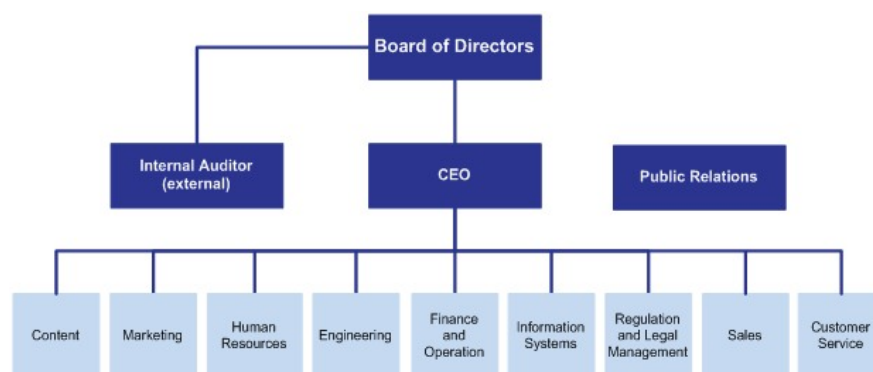 Board of Directors
Internal Auditor
(external)
CEO
Public Relations
Content
Marketing
Human
Resources
Engineering
Finance
and
Operation
Information
Systems
Regulation
and Legal
Management
Sales
Customer
Service